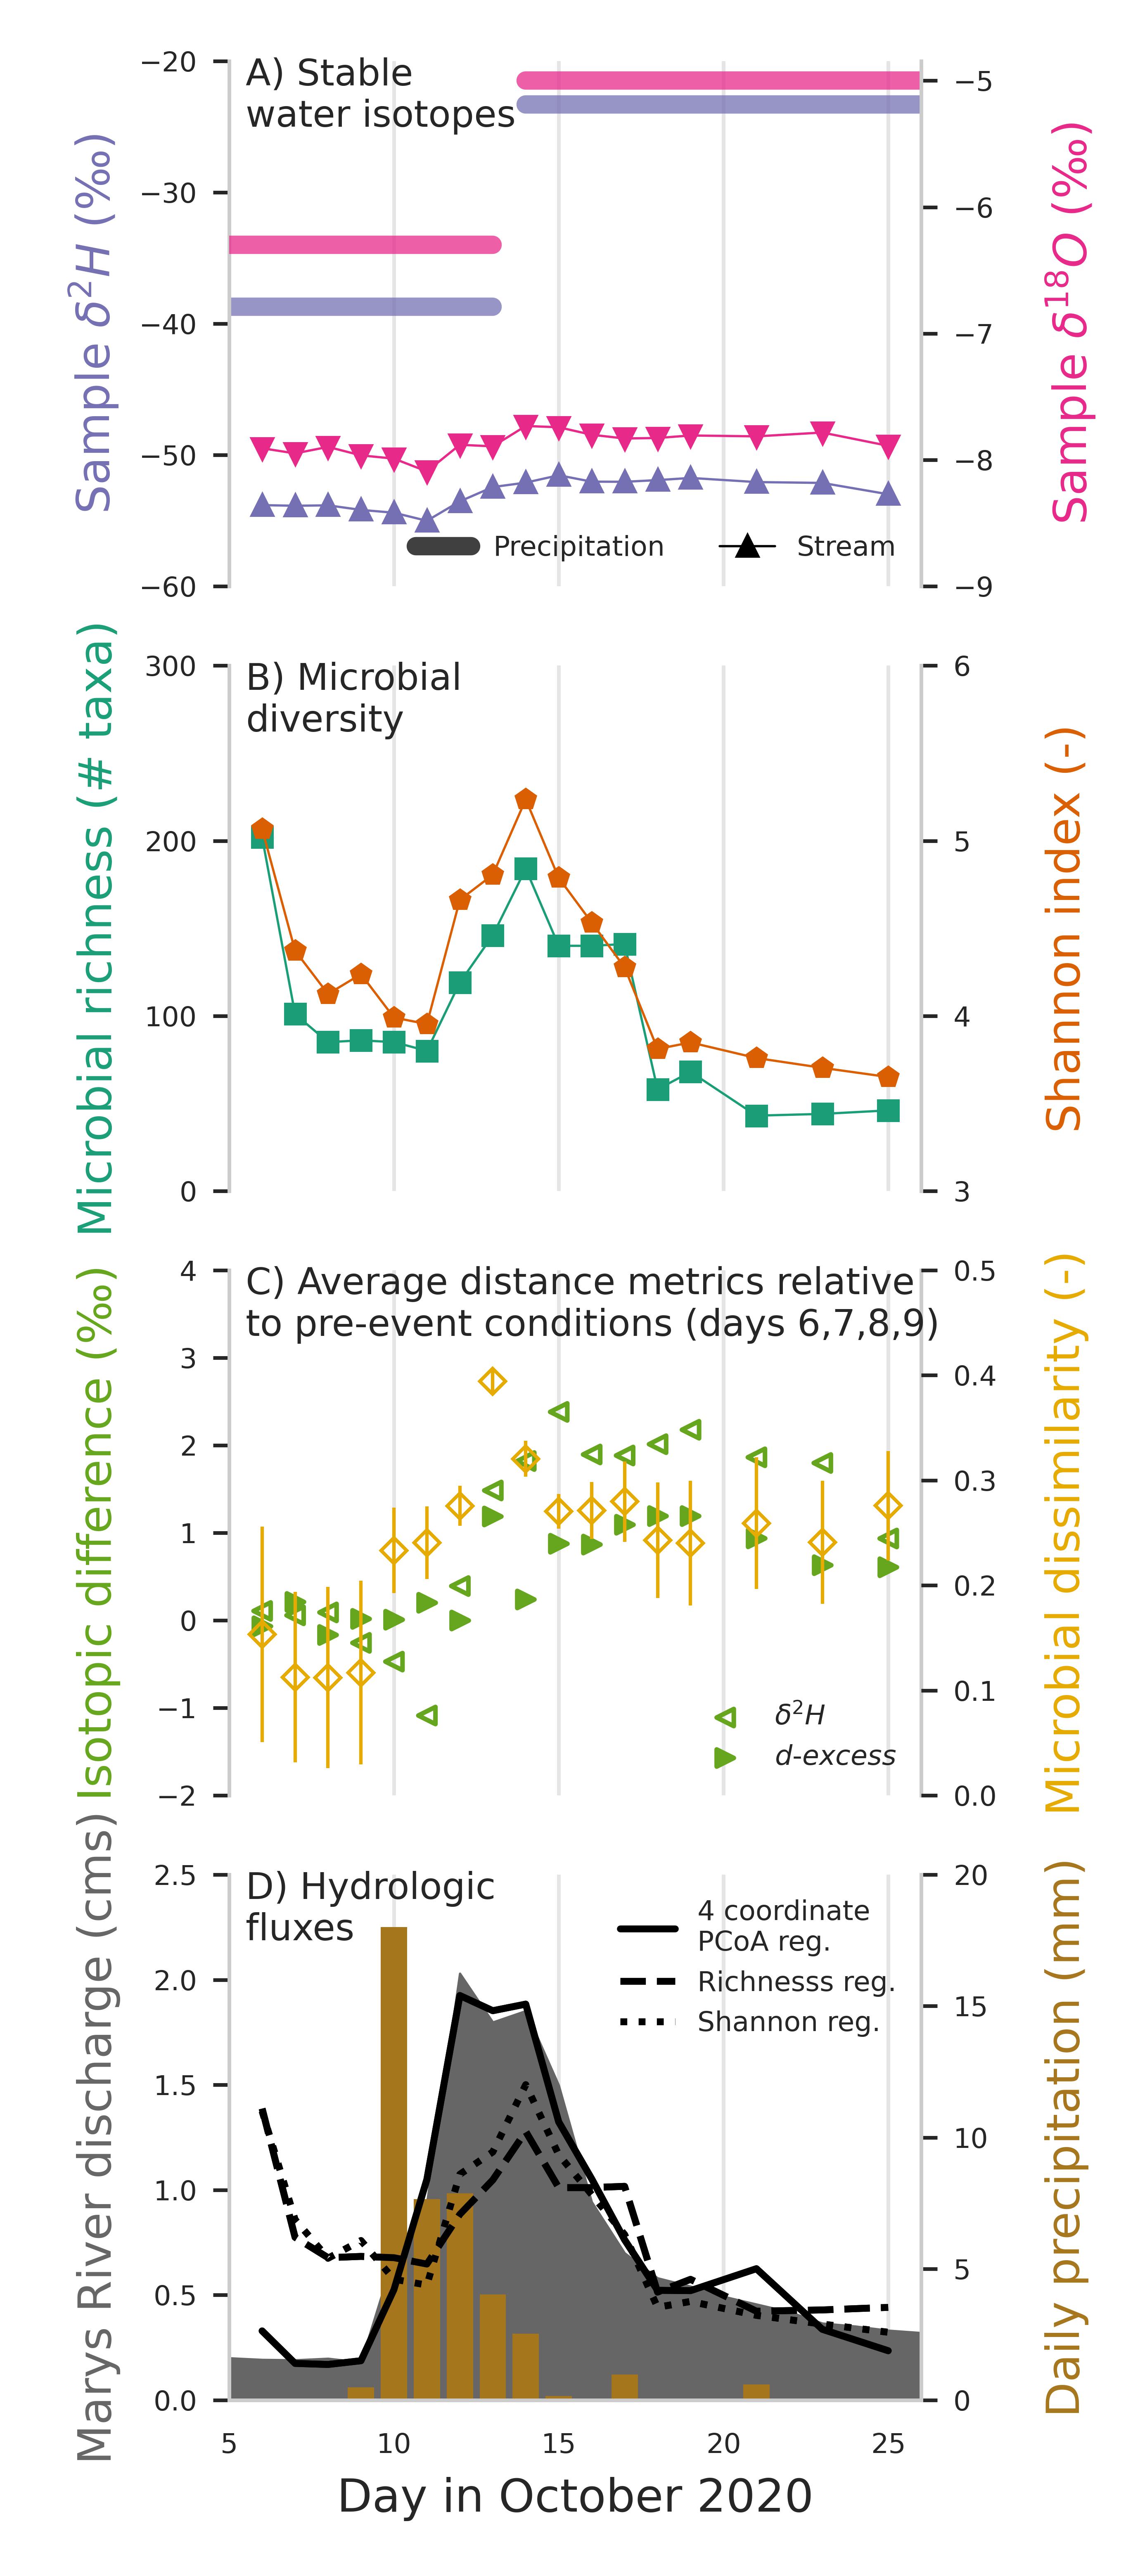 A) Stable
water isotopes
−20
−30
−40
−50
−60
Sample δ²H (‰)
−5
−6
−7
−8
−9
Sample δ¹⁸O (‰)
Precipitation
Stream
B) Microbial
diversity
300
200
100
0
Microbial richness (# taxa)
6
5
4
3
Shannon index (-)
C) Average distance metrics relative
to pre-event conditions (days 6,7,8,9)
4
3
2
1
0
−1
−2
Isotopic difference (‰)
0.5
0.4
0.3
0.2
0.1
0.0
Microbial dissimilarity (-)
δ²H
d-excess
D) Hydrologic
fluxes
2.5
2.0
1.5
1.0
0.5
0.0
Marys River discharge (cms)
20
15
10
5
0
Daily precipitation (mm)
4 coordinate
PCoA reg.
Richnesss reg.
Shannon reg.
5 10 15 20 25
Day in October 2020